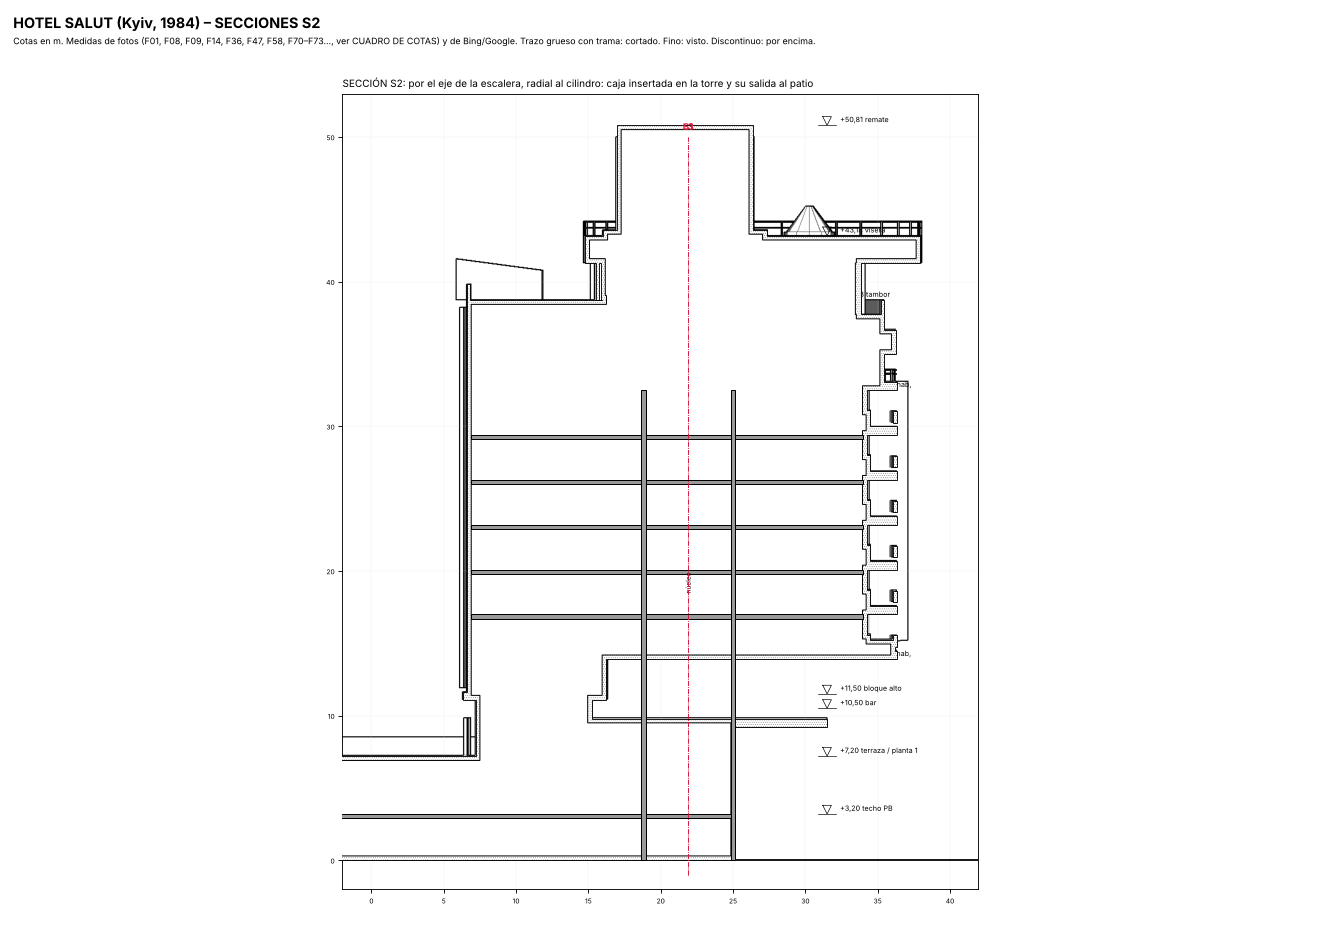 HOTEL SALUT (Kyiv, 1984) – SECCIONES S2
Cotas en m. Medidas de fotos (F01, F08, F09, F14, F36, F47, F58, F70–F73..., ver CUADRO DE COTAS) y de Bing/Google. Trazo grueso con trama: cortado. Fino: visto. Discontinuo: por encima.
SECCIÓN S2: por el eje de la escalera, radial al cilindro: caja insertada en la torre y su salida al patio
+50,81 remate
50
visera
40
tambor
hab,
30
20
núcleo
hab,
+11,50 bloque alto
+10,50 bar
10
+7,20 terraza / planta 1
+3,20 techo PB
0
0 5 10 15 20 25 30 35 40